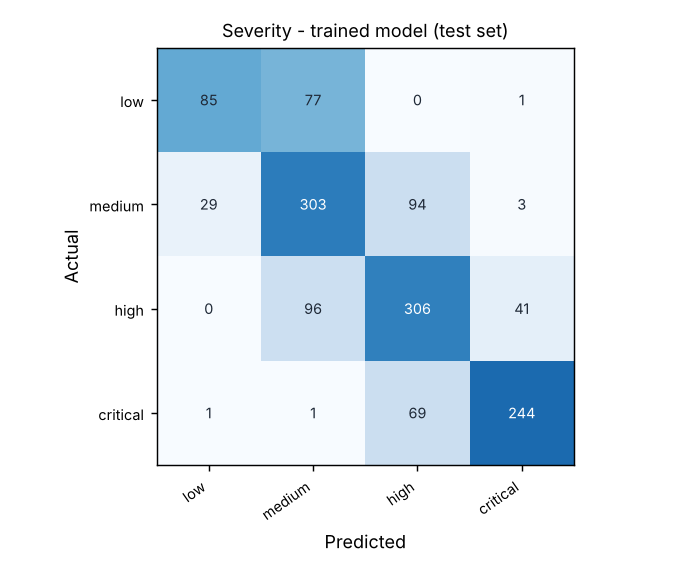 Severity - trained model (test set)
low 85 77 0 1
medium 29 303 94 3
high 0 96 306 41
critical 1 1 69 244
low medium high critical
Predicted
Actual